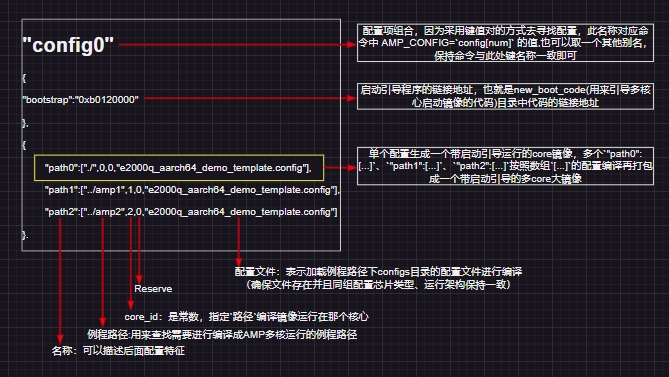 "config0"
{
"bootstrap":"0xb0120000"
},
{
"path0":["./",0,0,"e2000q_aarch64_demo_template.config"],
"path1":["../amp1",1,0,"e2000q_aarch64_demo_template.config"],
"path2":["../amp2",2,0,"e2000q_aarch64_demo_template.config"]
},
配置项组合，因为采用键值对的方式去寻找配置，此名称对应命
令中 AMP_CONFIG=`config[num]` 的值,也可以取一个其他别名，
保持命令与此处键名称一致即可
启动引导程序的链接地址，也就是new_boot_code(用来引导多核
心启动镜像的代码)目录中代码的链接地址
单个配置生成一个带启动引导运行的core镜像，多个`"path0":
[...]`、`"path1":[...]`、`"path2":[...]`按照数组`[...]`的配置编译再打包
成一个带启动引导的多core大镜像
配置文件：表示加载例程路径下configs目录的配置文件进行编译
（确保文件存在并且同组配置芯片类型、运行架构保持一致）
Reserve
core_id：是常数，指定`路径`编译镜像运行在那个核心
例程路径:用来查找需要进行编译成AMP多核运行的例程路径
名称：可以描述后面配置特征